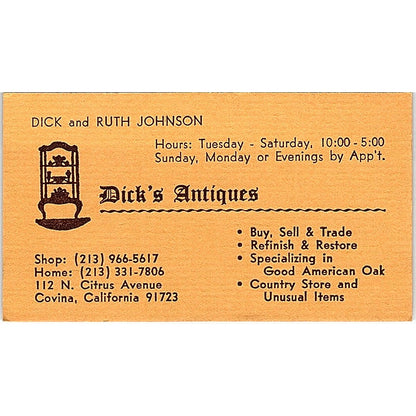 DICK and RUTH JOHNSON
Hours: Tuesday - Saturday, 10:00 - 5:00
Sunday, Monday or Evenings by App't.
Dick's Antiques
• Buy, Sell & Trade
• Refinish & Restore
• Specializing in
Good American Oak
• Country Store and
Unusual Items
Shop: (213) 966-5617
Home: (213) 331-7806
112 N. Citrus Avenue
Covina, California 91723